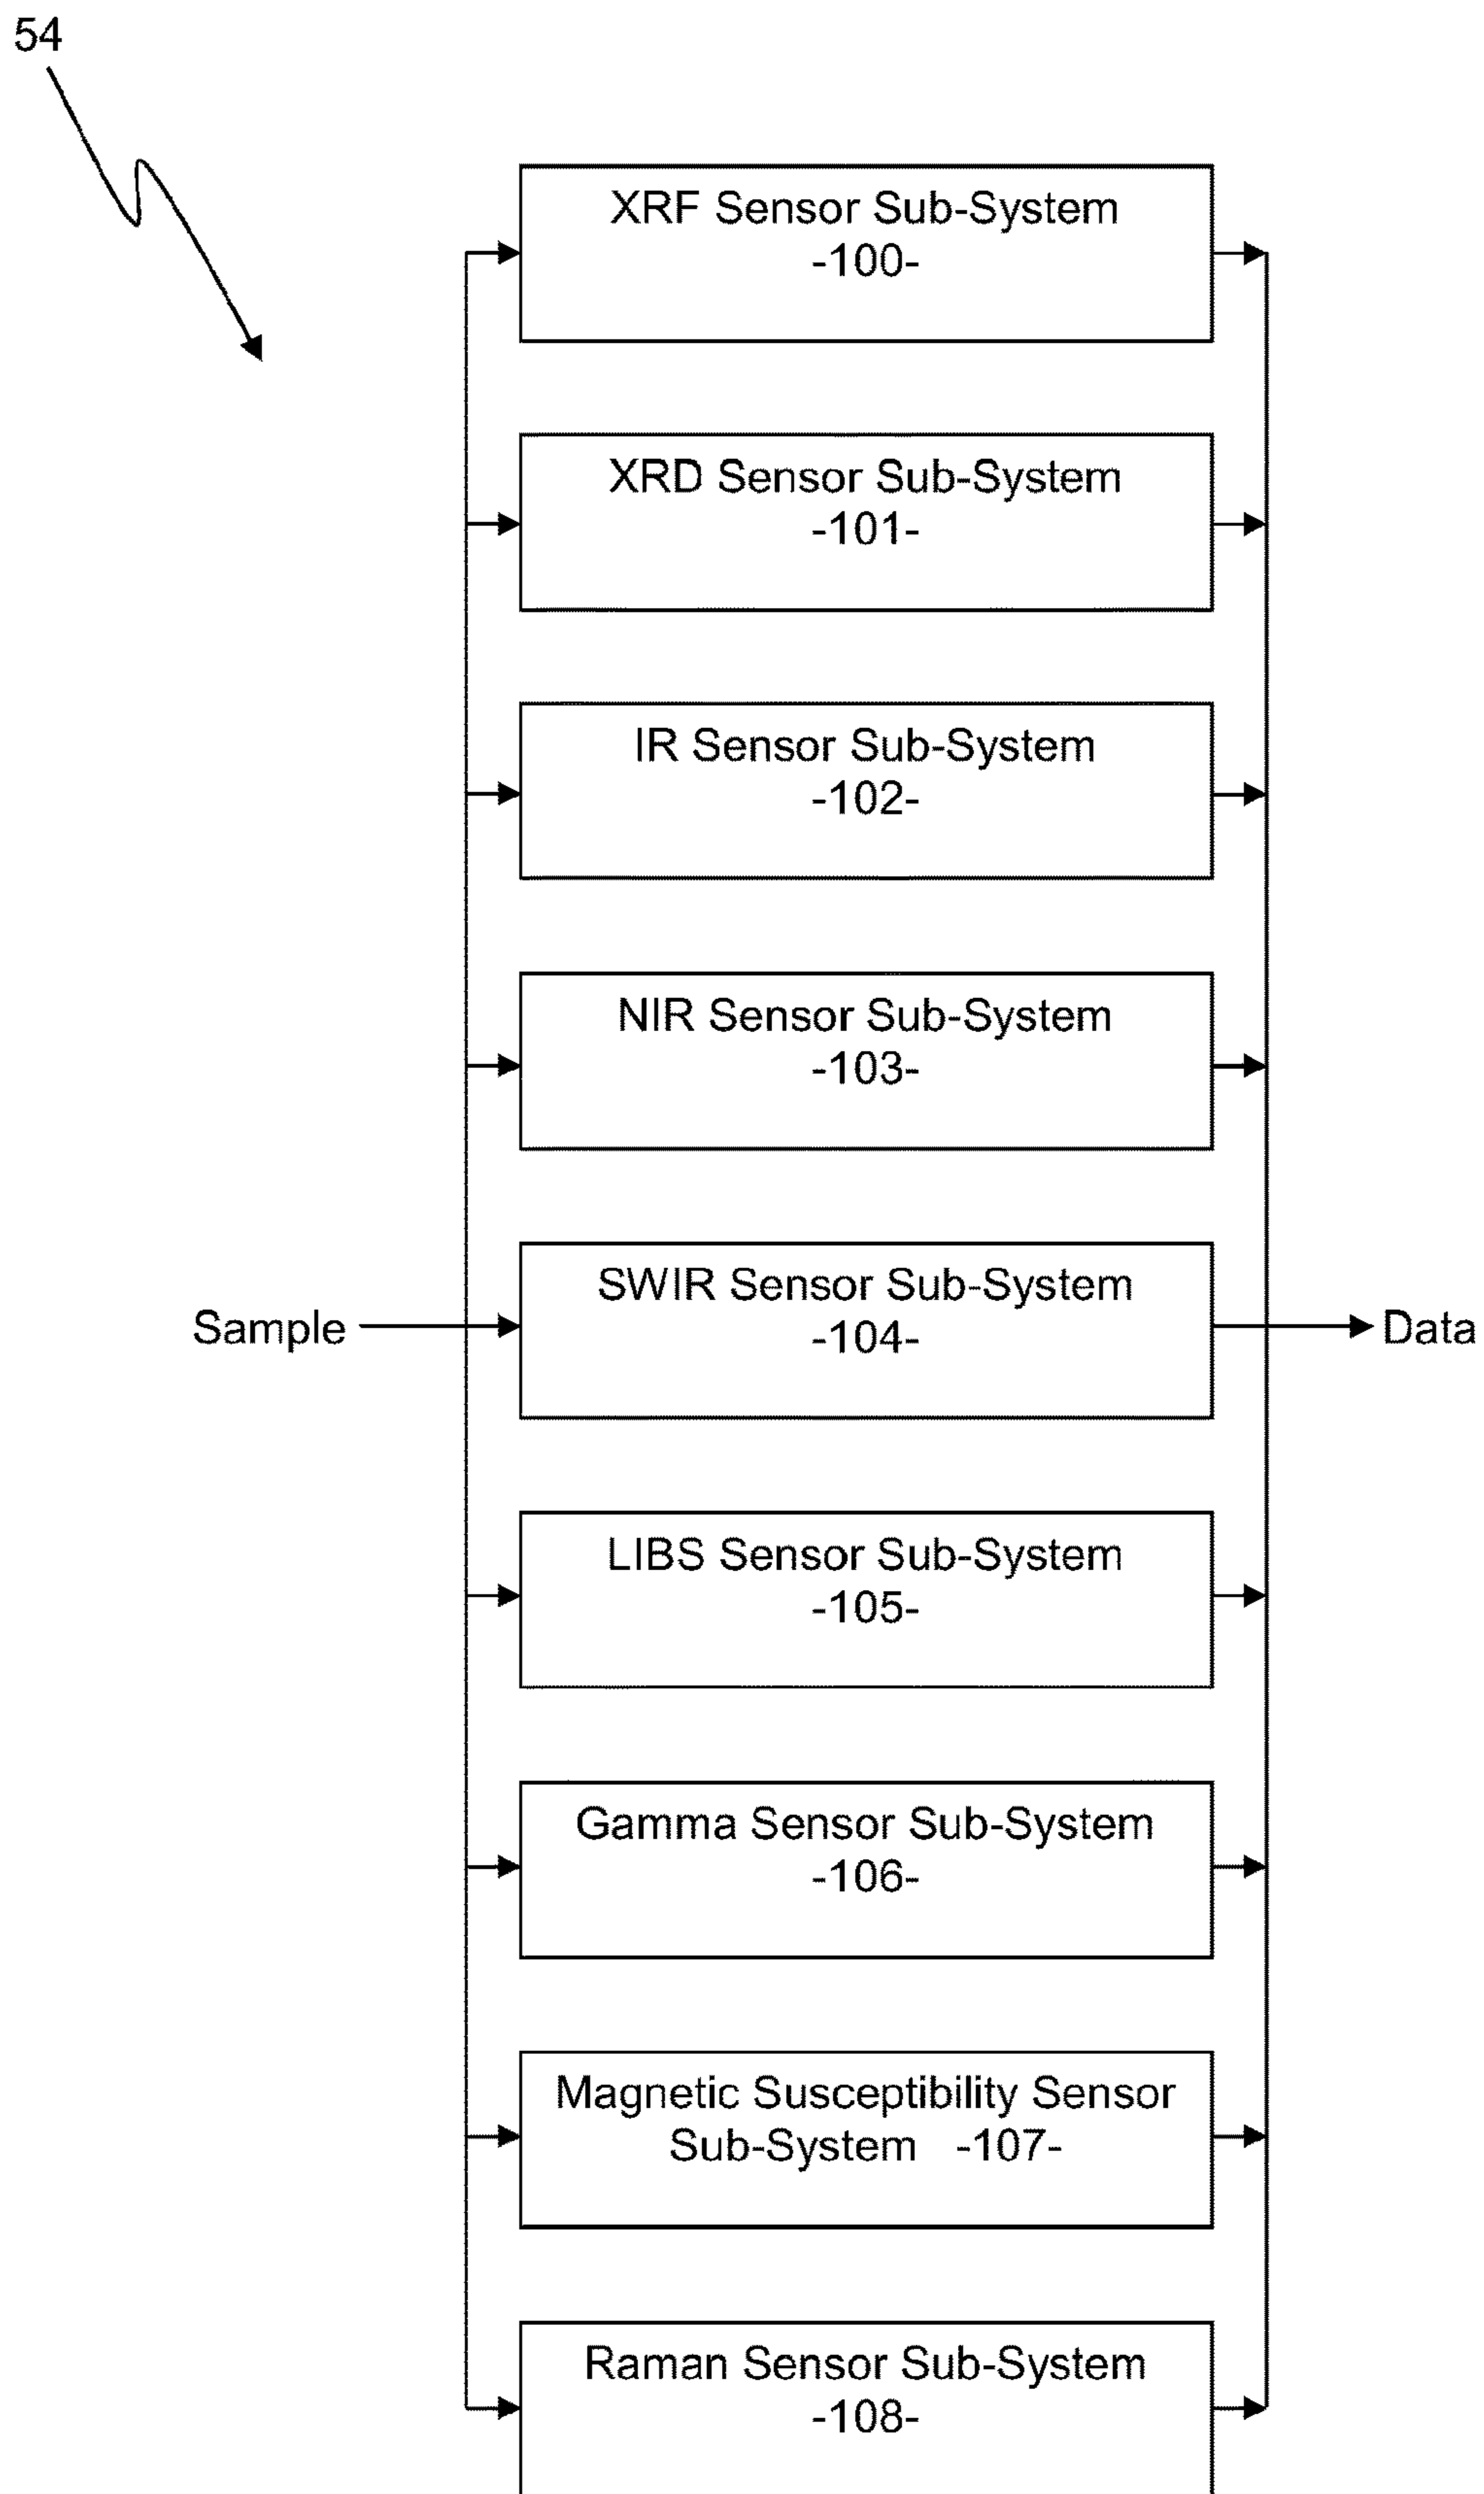 54
XRF Sensor Sub-System
-100-
XRD Sensor Sub-System
-101-
IR Sensor Sub-System
-102-
NIR Sensor Sub-System
-103-
SWIR Sensor Sub-System
-104-
Sample
Data
LIBS Sensor Sub-System
-105-
Gamma Sensor Sub-System
-106-
Magnetic Susceptibility Sensor
Sub-System -107-
Raman Sensor Sub-System
-108-